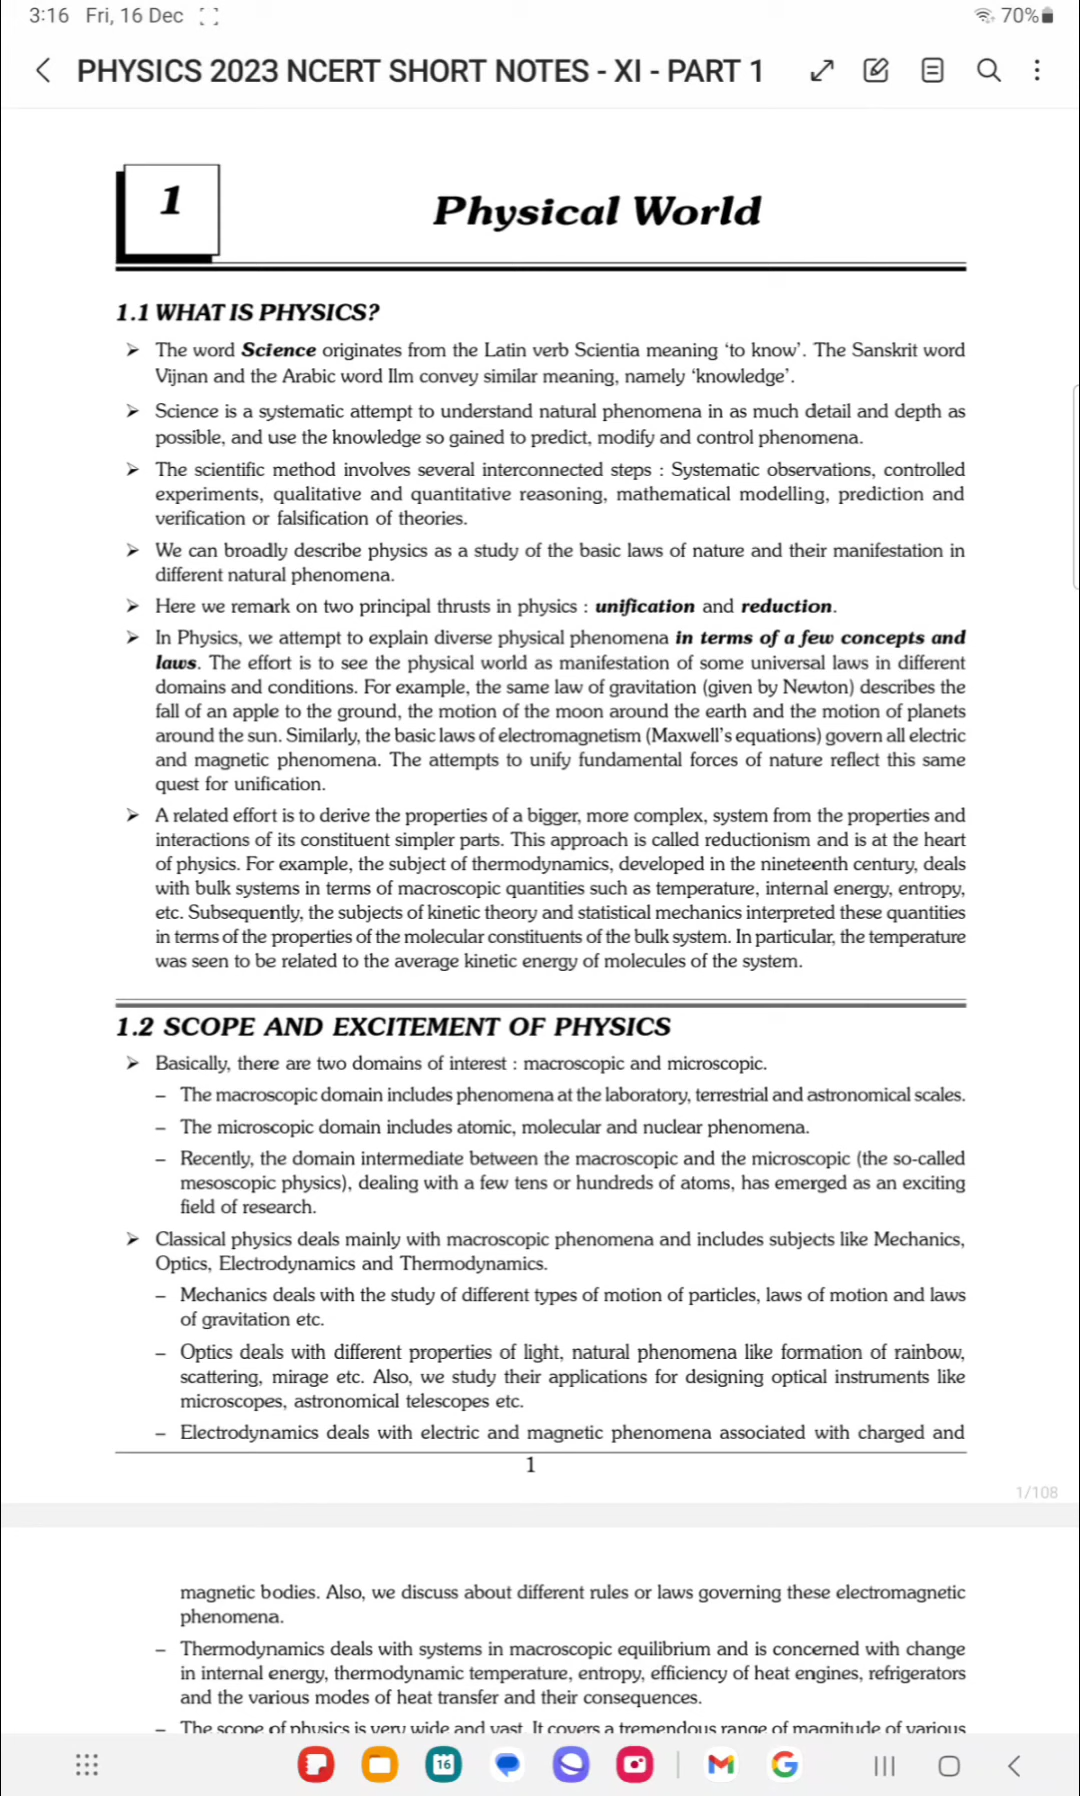 3:16 Fri, 16 Dec
70%
PHYSICS 2023 NCERT SHORT NOTES - XI - PART 1
1
Physical World
1.1 WHAT IS PHYSICS?
➢ The word Science originates from the Latin verb Scientia meaning ‘to know’. The Sanskrit word
Vijnan and the Arabic word Ilm convey similar meaning, namely ‘knowledge’.
➢ Science is a systematic attempt to understand natural phenomena in as much detail and depth as
possible, and use the knowledge so gained to predict, modify and control phenomena.
➢ The scientific method involves several interconnected steps : Systematic observations, controlled
experiments, qualitative and quantitative reasoning, mathematical modelling, prediction and
verification or falsification of theories.
➢ We can broadly describe physics as a study of the basic laws of nature and their manifestation in
different natural phenomena.
➢ Here we remark on two principal thrusts in physics : unification and reduction.
➢ In Physics, we attempt to explain diverse physical phenomena in terms of a few concepts and
laws. The effort is to see the physical world as manifestation of some universal laws in different
domains and conditions. For example, the same law of gravitation (given by Newton) describes the
fall of an apple to the ground, the motion of the moon around the earth and the motion of planets
around the sun. Similarly, the basic laws of electromagnetism (Maxwell’s equations) govern all electric
and magnetic phenomena. The attempts to unify fundamental forces of nature reflect this same
quest for unification.
➢ A related effort is to derive the properties of a bigger, more complex, system from the properties and
interactions of its constituent simpler parts. This approach is called reductionism and is at the heart
of physics. For example, the subject of thermodynamics, developed in the nineteenth century, deals
with bulk systems in terms of macroscopic quantities such as temperature, internal energy, entropy,
etc. Subsequently, the subjects of kinetic theory and statistical mechanics interpreted these quantities
in terms of the properties of the molecular constituents of the bulk system. In particular, the temperature
was seen to be related to the average kinetic energy of molecules of the system.
1.2 SCOPE AND EXCITEMENT OF PHYSICS
➢ Basically, there are two domains of interest : macroscopic and microscopic.
– The macroscopic domain includes phenomena at the laboratory, terrestrial and astronomical scales.
– The microscopic domain includes atomic, molecular and nuclear phenomena.
– Recently, the domain intermediate between the macroscopic and the microscopic (the so-called
mesoscopic physics), dealing with a few tens or hundreds of atoms, has emerged as an exciting
field of research.
➢ Classical physics deals mainly with macroscopic phenomena and includes subjects like Mechanics,
Optics, Electrodynamics and Thermodynamics.
– Mechanics deals with the study of different types of motion of particles, laws of motion and laws
of gravitation etc.
– Optics deals with different properties of light, natural phenomena like formation of rainbow,
scattering, mirage etc. Also, we study their applications for designing optical instruments like
microscopes, astronomical telescopes etc.
– Electrodynamics deals with electric and magnetic phenomena associated with charged and
1
1/108
magnetic bodies. Also, we discuss about different rules or laws governing these electromagnetic
phenomena.
– Thermodynamics deals with systems in macroscopic equilibrium and is concerned with change
in internal energy, thermodynamic temperature, entropy, efficiency of heat engines, refrigerators
and the various modes of heat transfer and their consequences.
– The scope of physics is very wide and vast. It covers a tremendous range of magnitude of various
16